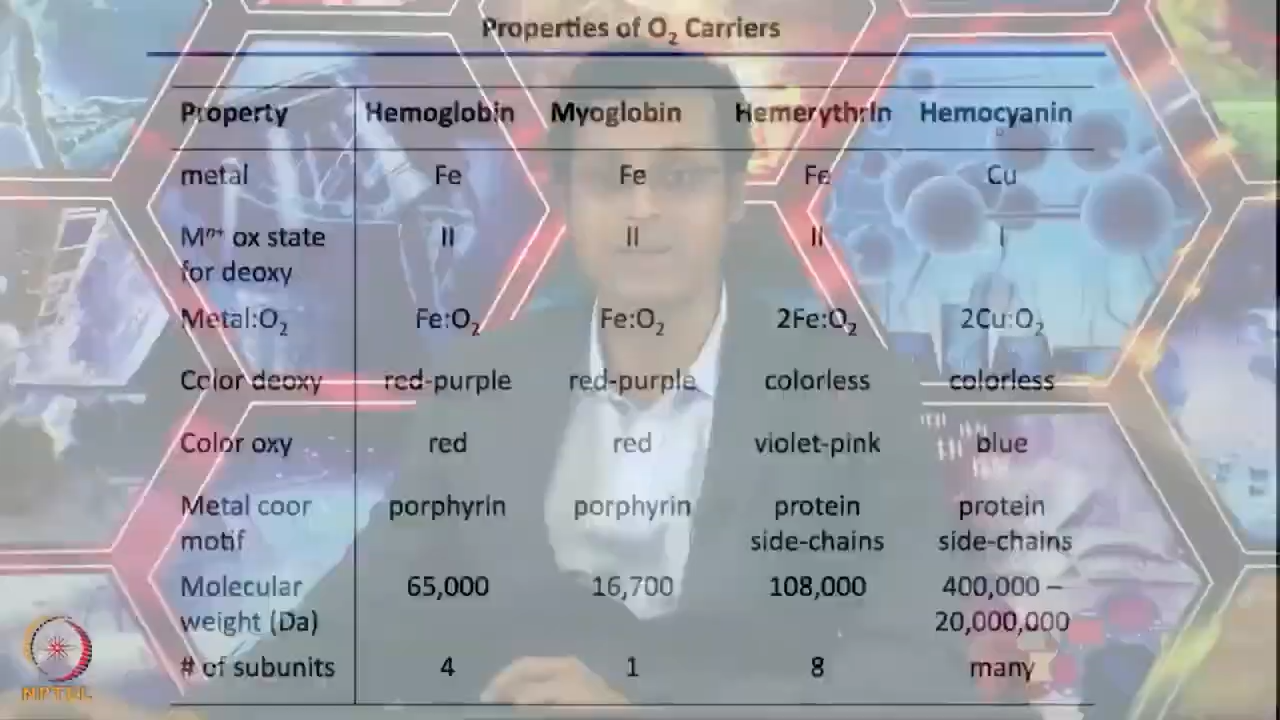 Properties of O₂ Carriers
Property Hemoglobin Myoglobin HemerythrIn Hemocyanin
metal Fe Fe Fe Cu
Mⁿ⁺ ox state for deoxy II II II I
Metal:O₂ Fe:O₂ Fe:O₂ 2Fe:O₂ 2Cu:O₂
Color deoxy red-purple red-purple colorless colorless
Color oxy red red violet-pink blue
Metal coor motif porphyrin porphyrin protein side-chains protein side-chains
Molecular weight (Da) 65,000 16,700 108,000 400,000 – 20,000,000
# of subunits 4 1 8 many
NPTEL